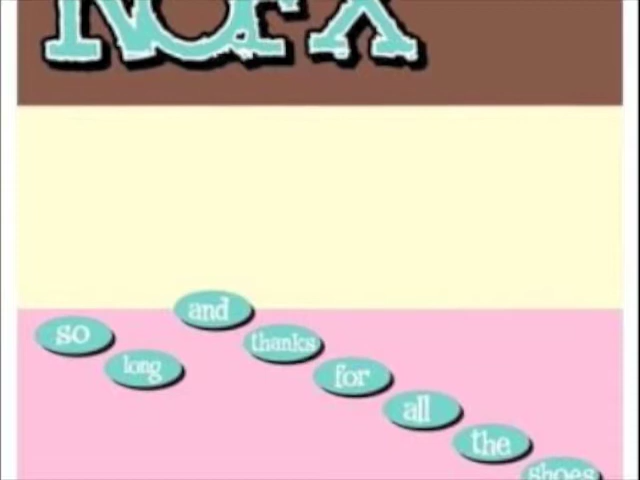 NOFX
so
long
and
thanks
for
all
the
shoes